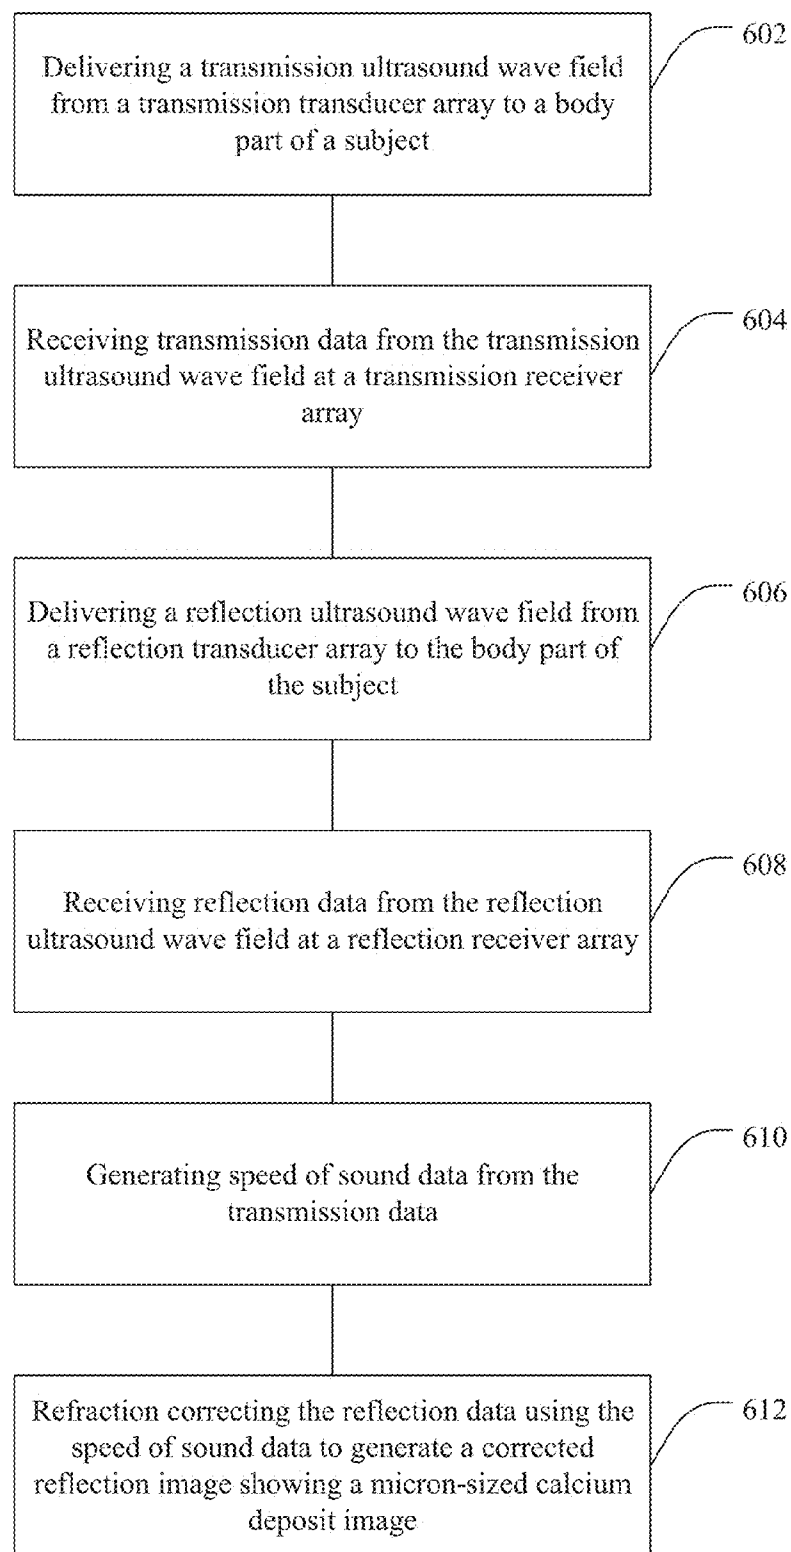 Delivering a transmission ultrasound wave field
from a transmission transducer array to a body
part of a subject
602
Receiving transmission data from the transmission
ultrasound wave field at a transmission receiver
array
604
Delivering a reflection ultrasound wave field from
a reflection transducer array to the body part of
the subject
606
Receiving reflection data from the reflection
ultrasound wave field at a reflection receiver array
608
Generating speed of sound data from the
transmission data
610
Refraction correcting the reflection data using the
speed of sound data to generate a corrected
reflection image showing a micron-sized calcium
deposit image
612